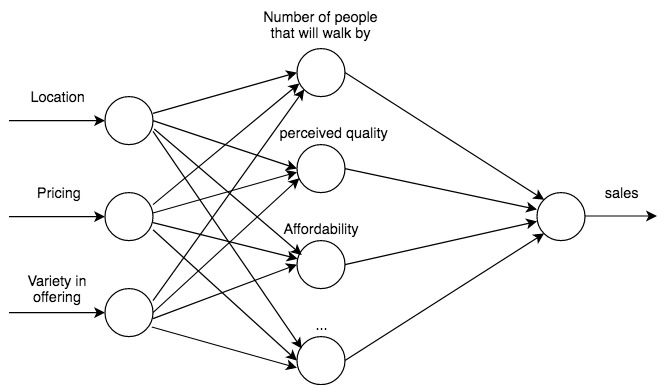 Number of people
that will walk by
Location
perceived quality
Pricing
sales
Affordability
Variety in
offering
...